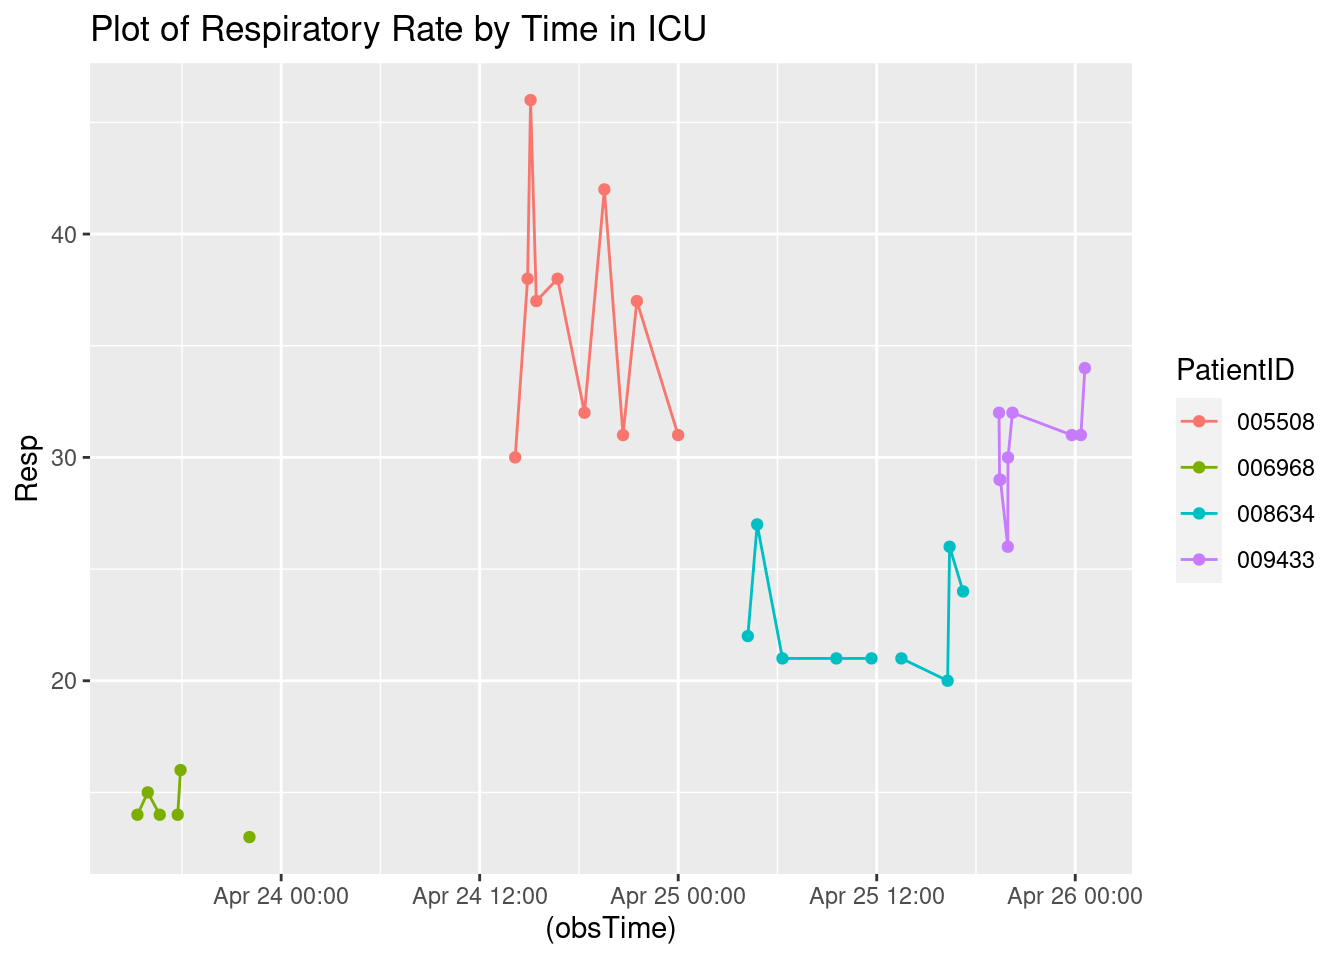 Plot of Respiratory Rate by Time in ICU
Resp
40
30
20
Apr 24 00:00
Apr 24 12:00
Apr 25 00:00
Apr 25 12:00
Apr 26 00:00
(obsTime)
PatientID
005508
006968
008634
009433